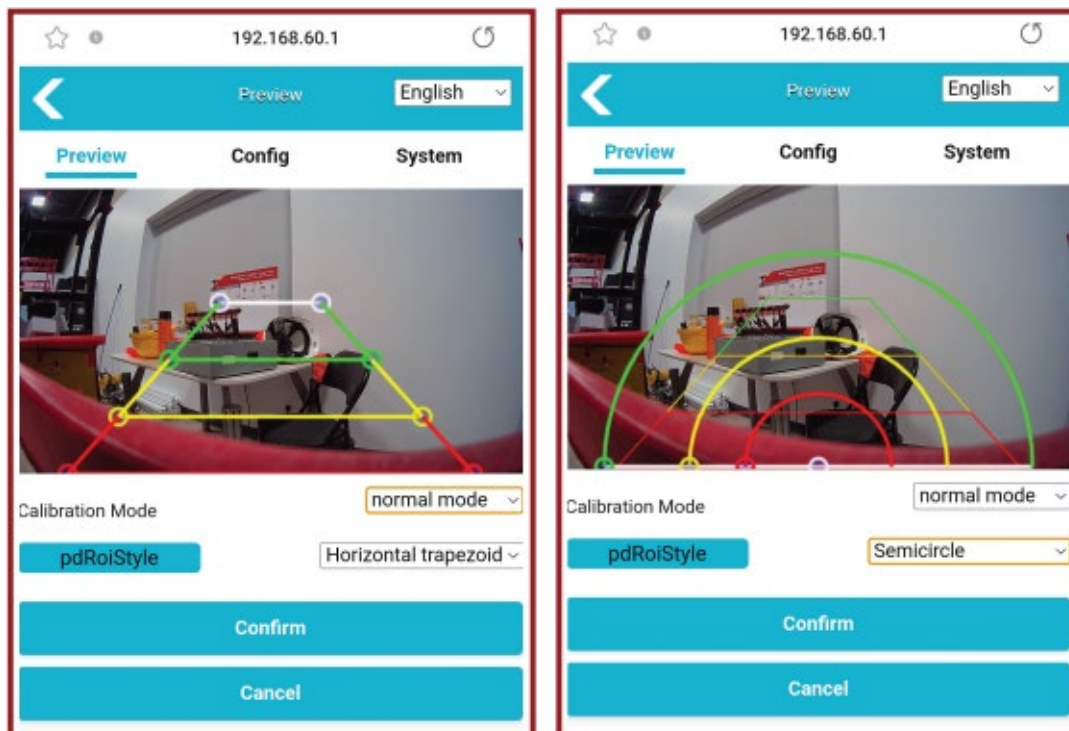 192.168.60.1
Preview
English
Preview Config System
Calibration Mode
normal mode
pdRoiStyle
Horizontal trapezoid
Confirm
Cancel
192.168.60.1
Preview
English
Preview Config System
Calibration Mode
normal mode
pdRoiStyle
Semicircle
Confirm
Cancel